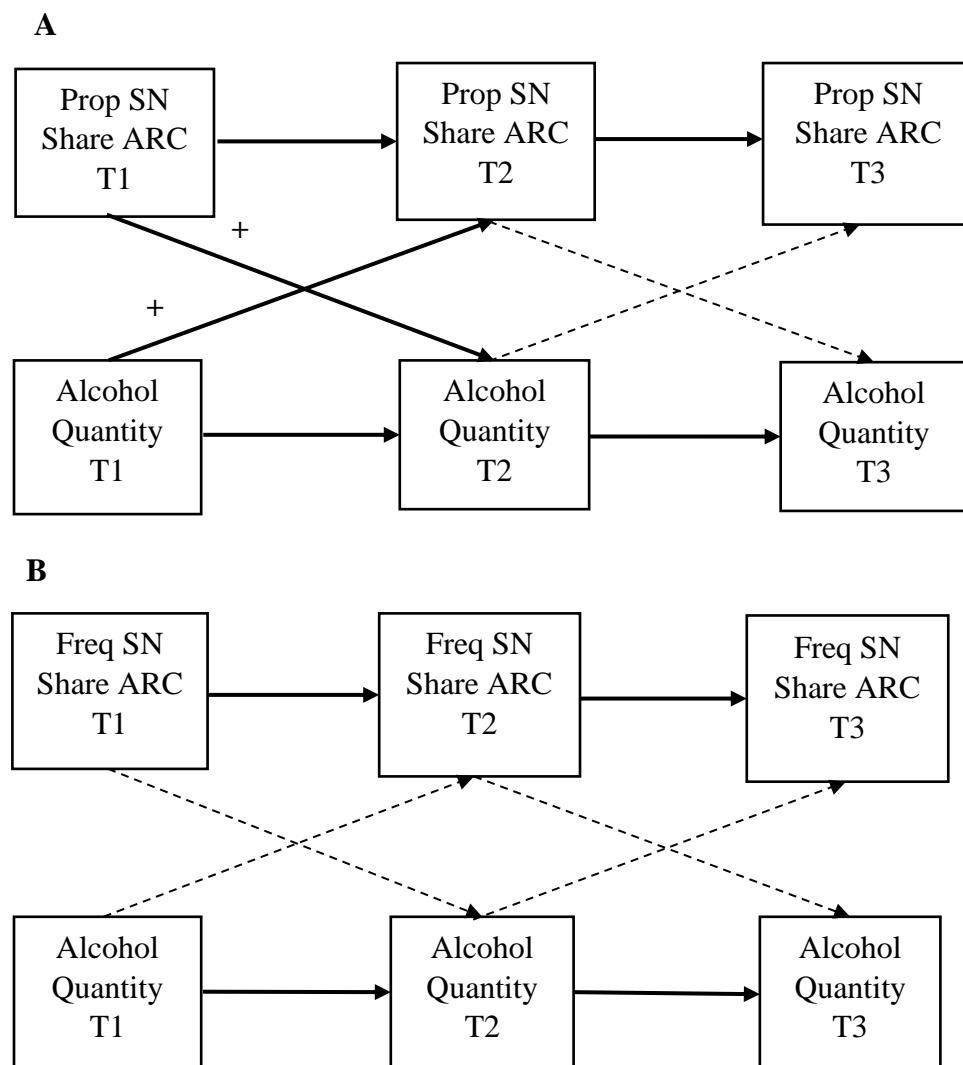 A
Prop SN
Share ARC
T1
Prop SN
Share ARC
T2
Prop SN
Share ARC
T3
+
+
Alcohol
Quantity
T1
Alcohol
Quantity
T2
Alcohol
Quantity
T3
B
Freq SN
Share ARC
T1
Freq SN
Share ARC
T2
Freq SN
Share ARC
T3
Alcohol
Quantity
T1
Alcohol
Quantity
T2
Alcohol
Quantity
T3